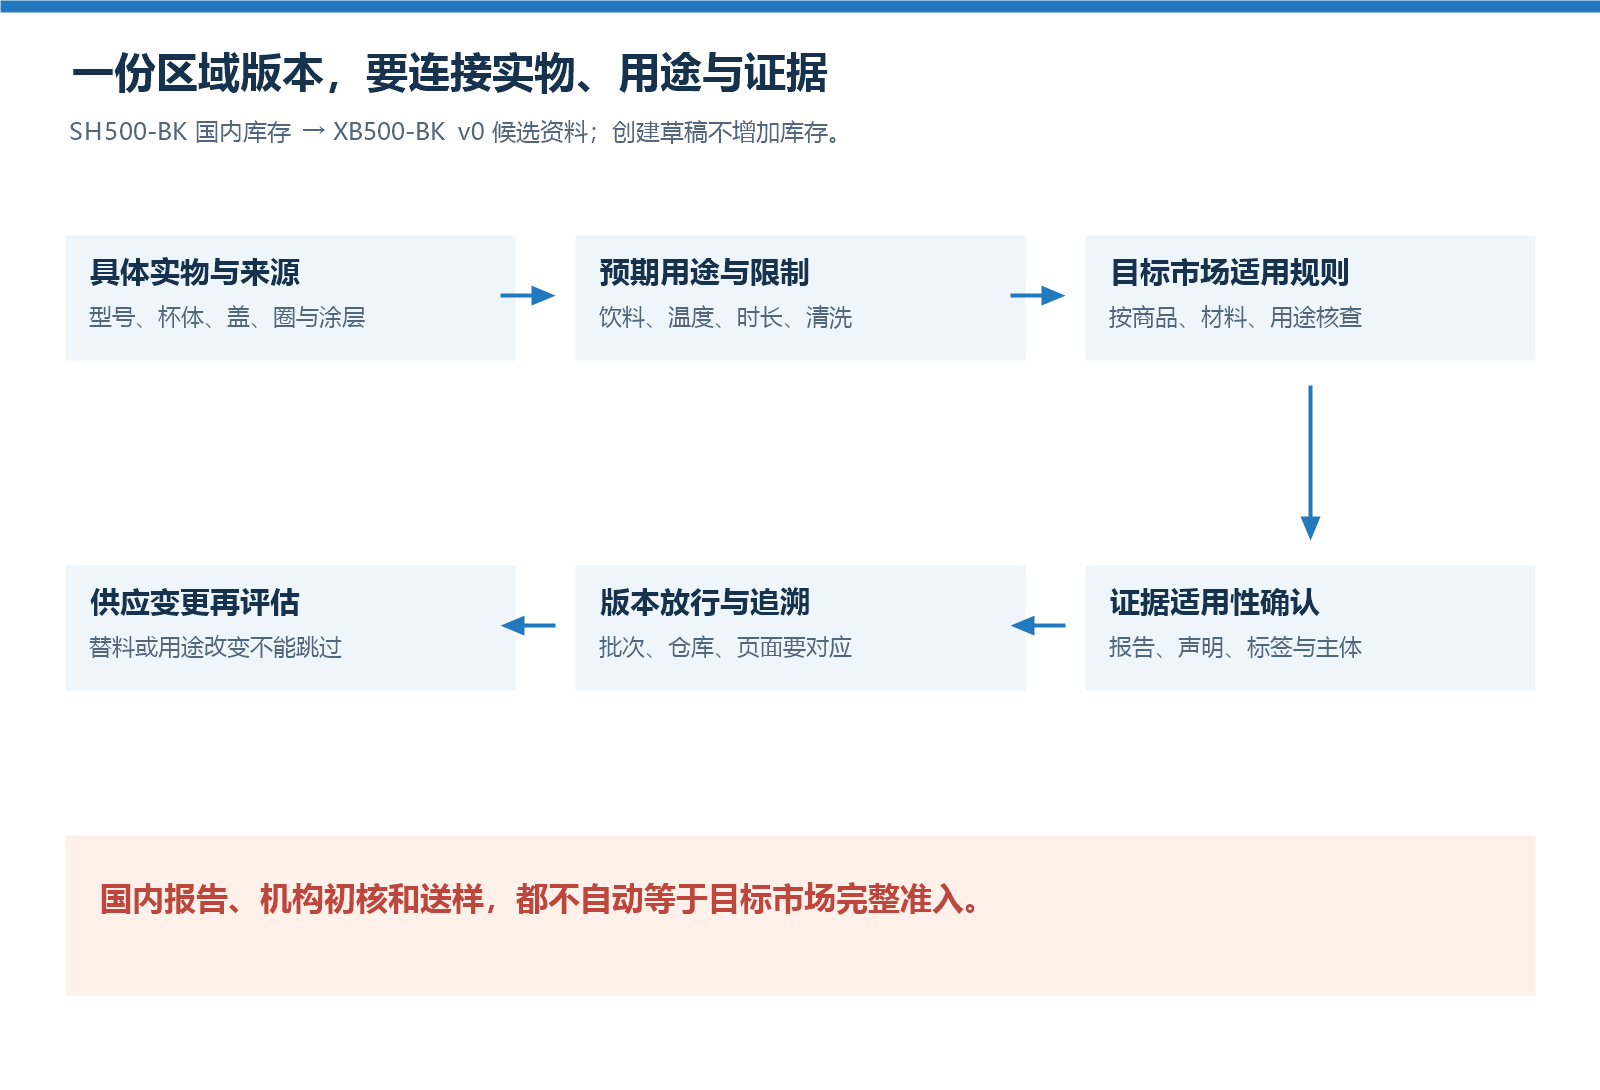 一份区域版本，要连接实物、用途与证据
SH500-BK 国内库存 → XB500-BK v0 候选资料；创建草稿不增加库存。
具体实物与来源
型号、杯体、盖、圈与涂层
预期用途与限制
饮料、温度、时长、清洗
目标市场适用规则
按商品、材料、用途核查
供应变更再评估
替料或用途改变不能跳过
版本放行与追溯
批次、仓库、页面要对应
证据适用性确认
报告、声明、标签与主体
国内报告、机构初核和送样，都不自动等于目标市场完整准入。